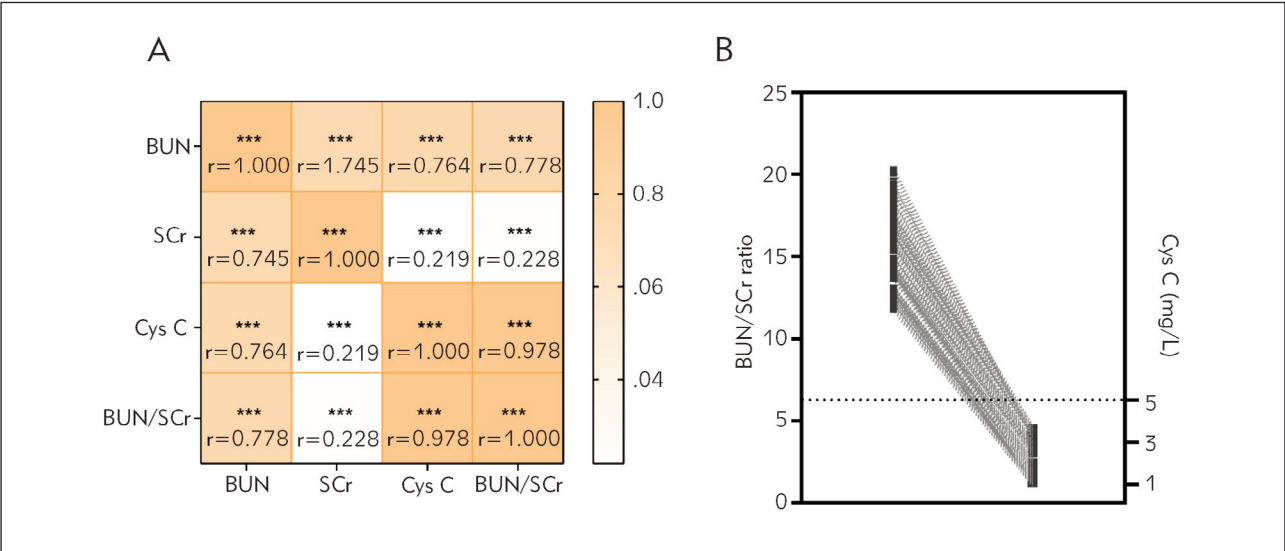 A
BUN
*** *** *** ***
r=1.000 r=1.745 r=0.764 r=0.778
SCr
*** *** *** ***
r=0.745 r=1.000 r=0.219 r=0.228
Cys C
*** *** *** ***
r=0.764 r=0.219 r=1.000 r=0.978
BUN/SCr
*** *** *** ***
r=0.778 r=0.228 r=0.978 r=1.000
BUN SCr Cys C BUN/SCr
1.0
0.8
.06
.04
B
BUN/SCr ratio
25
20
15
10
5
0
Cys C (mg/L)
5
3
1